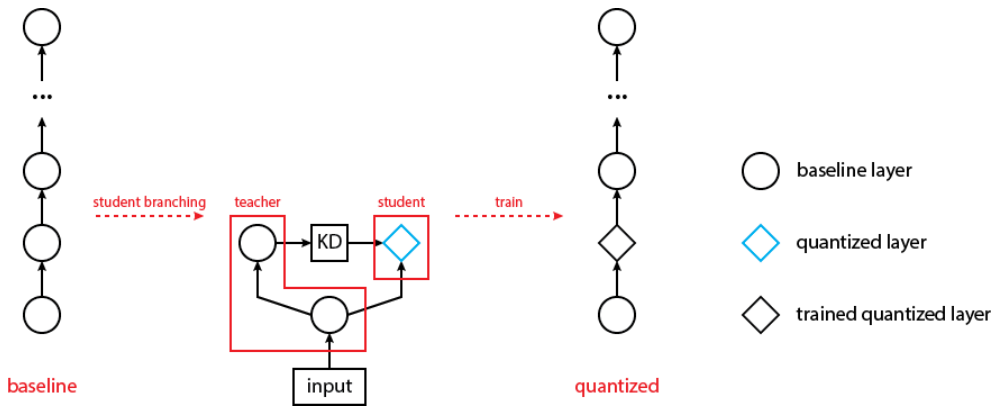 ...
...
baseline layer
student branching
teacher
student
train
KD
quantized layer
trained quantized layer
baseline
input
quantized